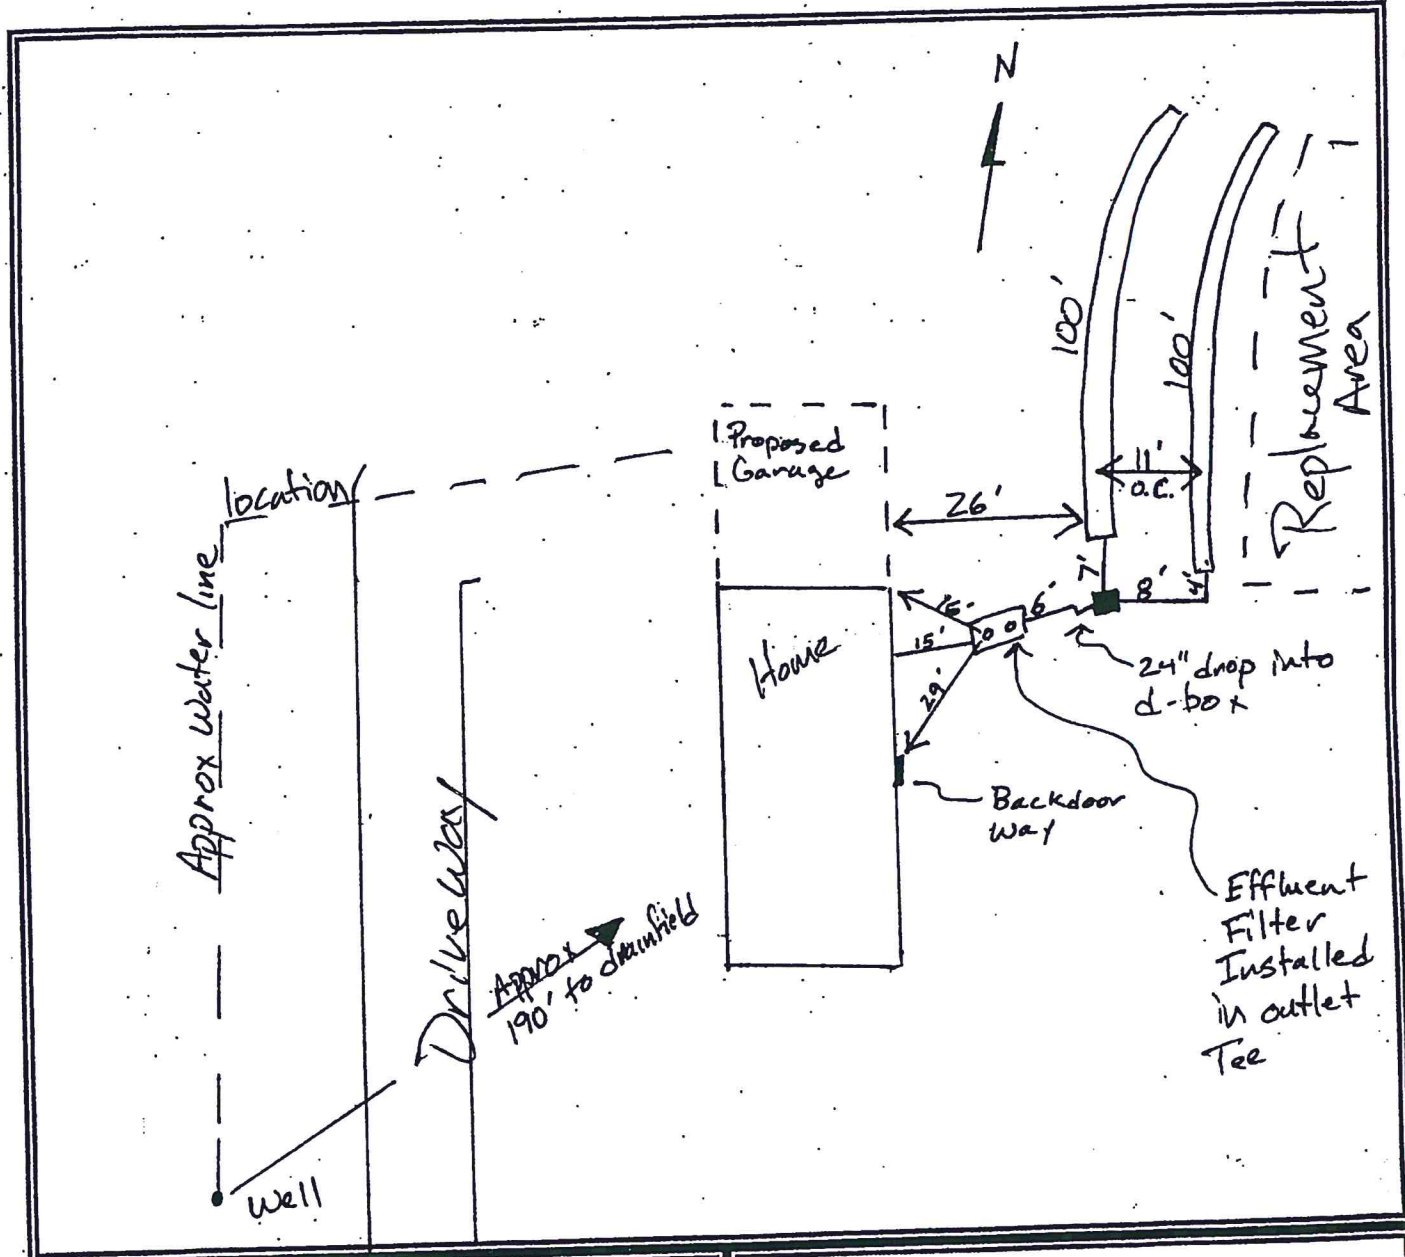 N
100'
100'
Replacement
Area
Proposed
Garage
11'
o.c.
26'
location
Approx Water line
7'
8'
4'
6'
15'
15'
29'
Home
24" drop into
d-box
Backdoor
Way
Driveway
Effluent
Filter
Installed
in outlet
Tee
Approx
190' to drainfield
Well